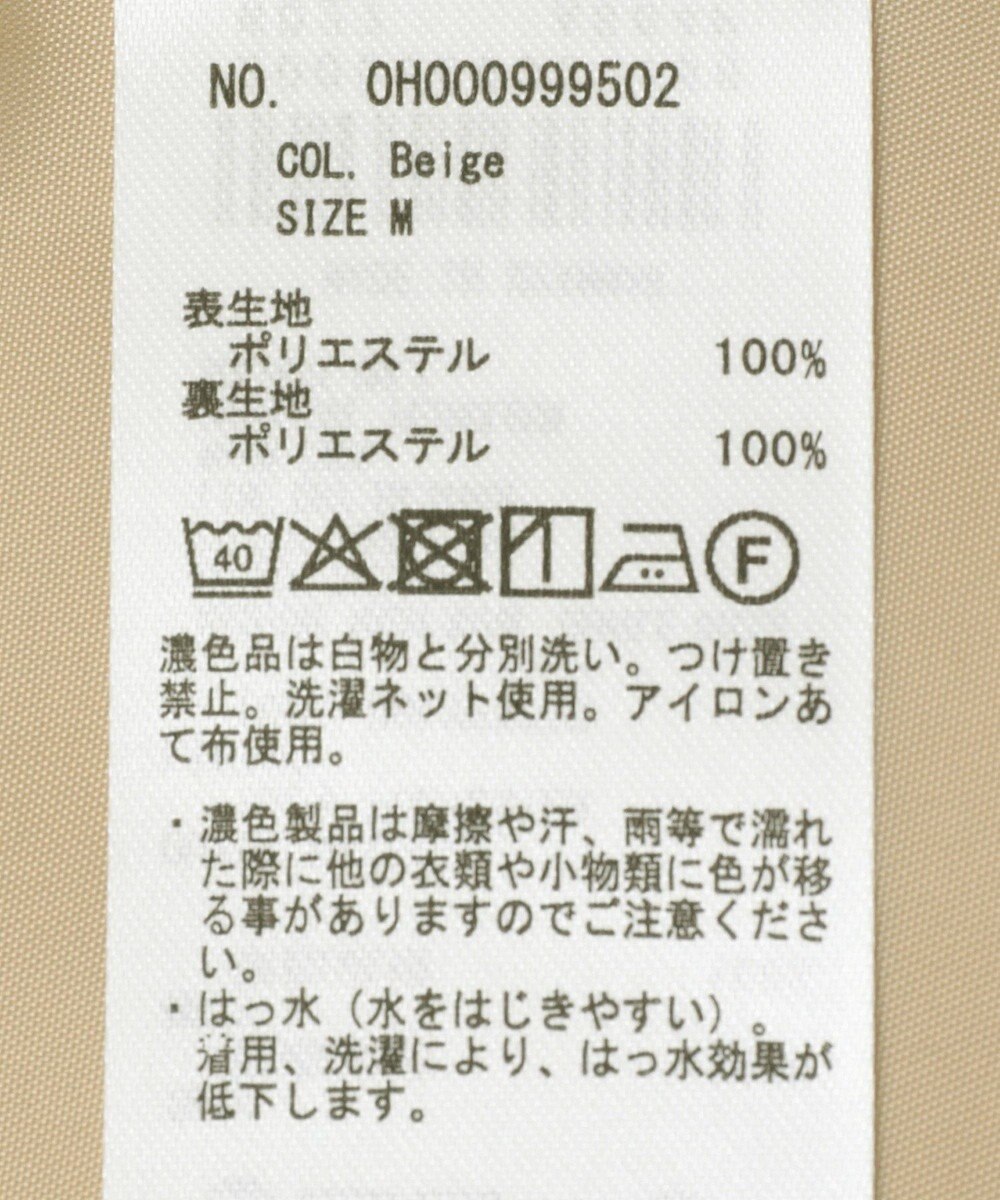 NO. 0H000999502
COL. Beige
SIZE M
表生地
ポリエステル 100%
裏生地
ポリエステル 100%
40
F
濃色品は白物と分別洗い。つけ置き
禁止。洗濯ネット使用。アイロンあ
て布使用。
・濃色製品は摩擦や汗、雨等で濡れ
た際に他の衣類や小物類に色が移
る事がありますのでご注意くださ
い。
・はっ水（水をはじきやすい）。
着用、洗濯により、はっ水効果が
低下します。